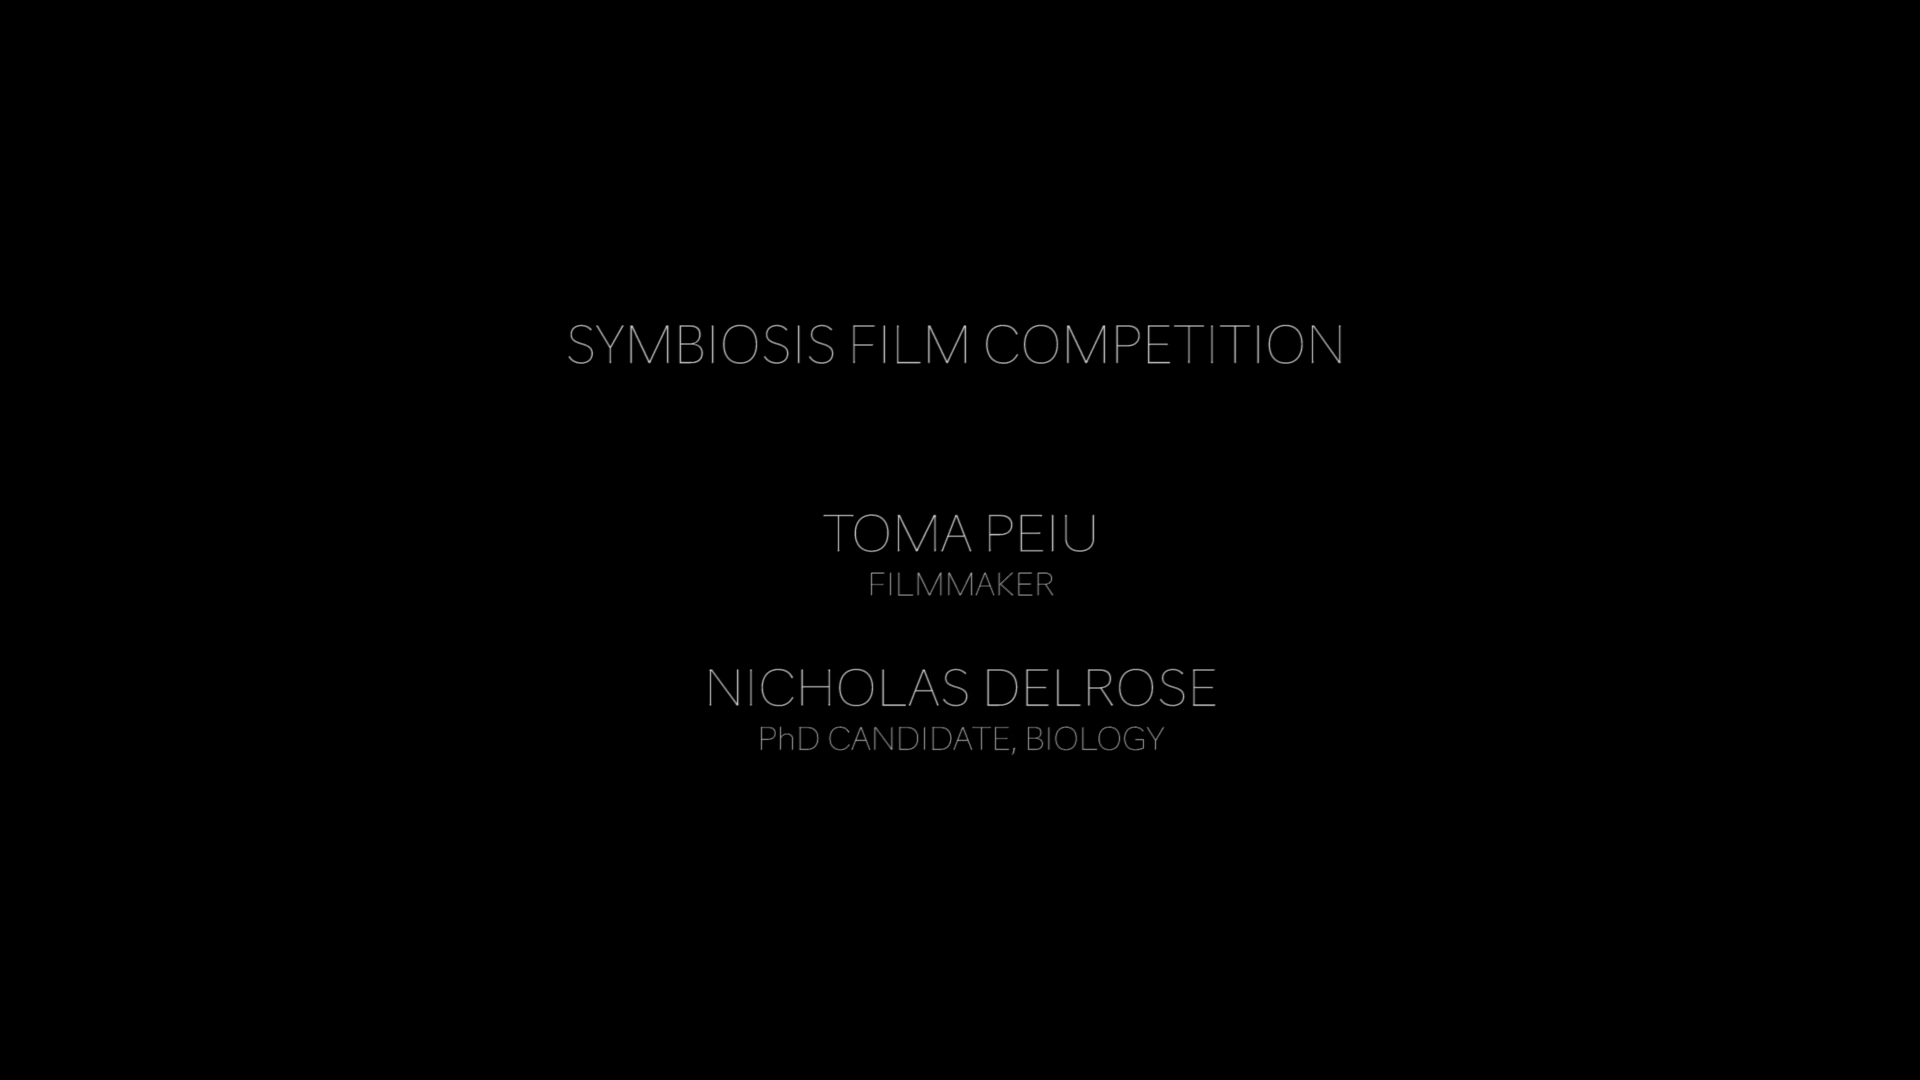 SYMBIOSIS FILM COMPETITION
TOMA PEIU
FILMMAKER
NICHOLAS DELROSE
PhD CANDIDATE, BIOLOGY